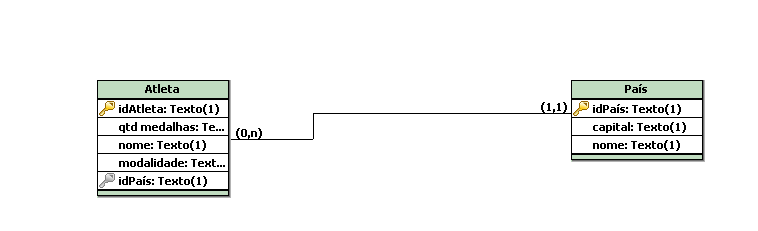 Atleta
idAtleta: Texto(1)
qtd medalhas: Te...
nome: Texto(1)
modalidade: Text...
idPaís: Texto(1)
(0,n)
(1,1)
País
idPaís: Texto(1)
capital: Texto(1)
nome: Texto(1)